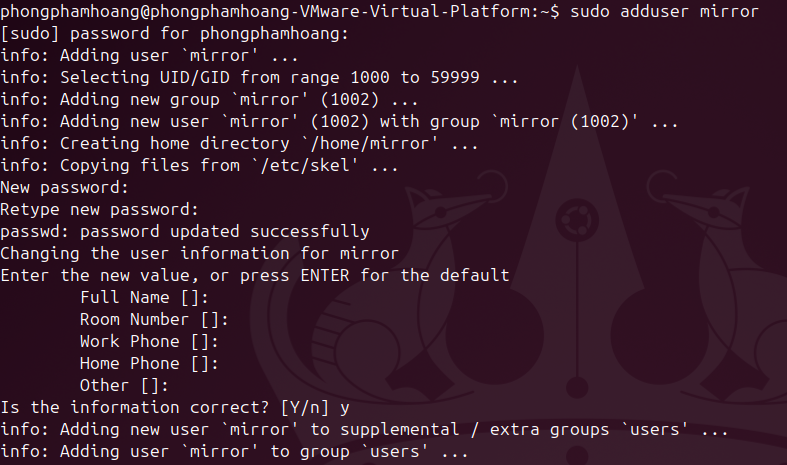 phongphamhoang@phongphamhoang-VMware-Virtual-Platform:~$ sudo adduser mirror
[sudo] password for phongphamhoang:
info: Adding user `mirror' ...
info: Selecting UID/GID from range 1000 to 59999 ...
info: Adding new group `mirror' (1002) ...
info: Adding new user `mirror' (1002) with group `mirror (1002)' ...
info: Creating home directory `/home/mirror' ...
info: Copying files from `/etc/skel' ...
New password:
Retype new password:
passwd: password updated successfully
Changing the user information for mirror
Enter the new value, or press ENTER for the default
        Full Name []:
        Room Number []:
        Work Phone []:
        Home Phone []:
        Other []:
Is the information correct? [Y/n] y
info: Adding new user `mirror' to supplemental / extra groups `users' ...
info: Adding user `mirror' to group `users' ...